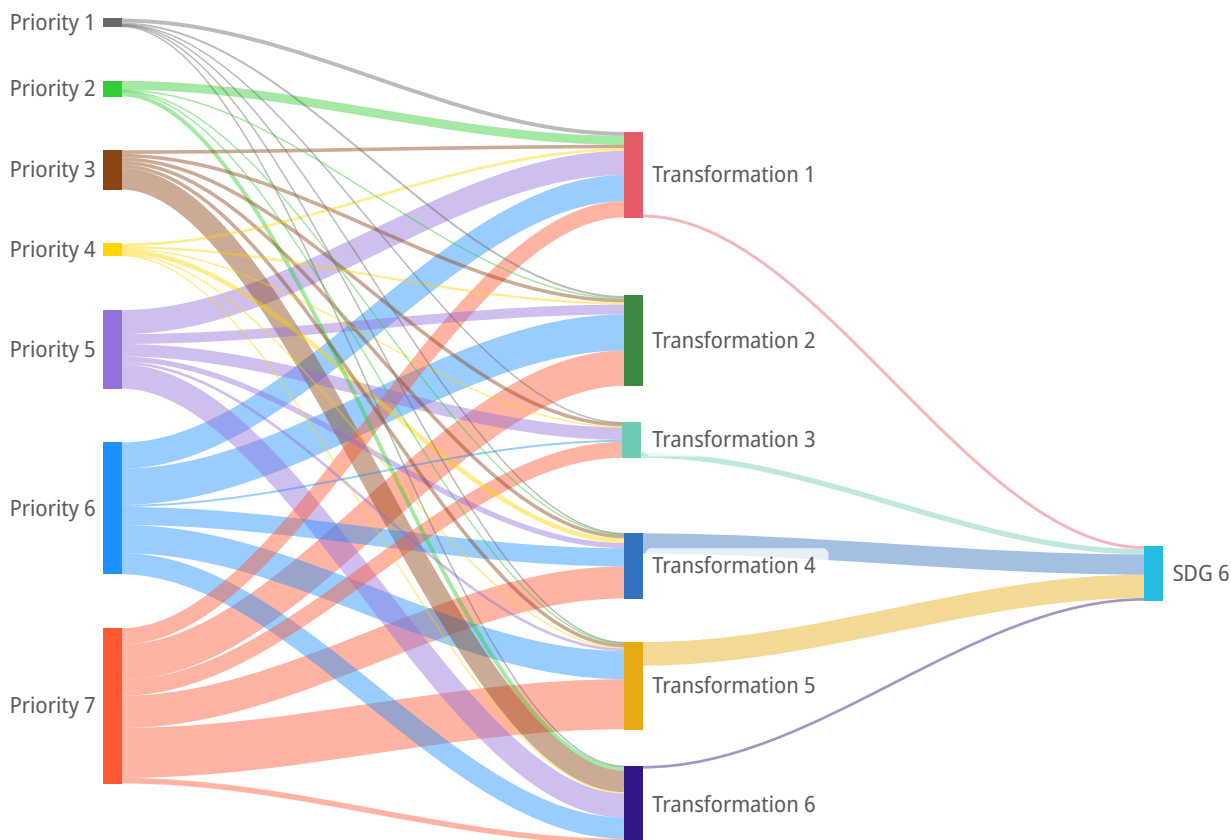 Priority 1
Priority 2
Priority 3
Priority 4
Priority 5
Priority 6
Priority 7
Transformation 1
Transformation 2
Transformation 3
Transformation 4
Transformation 5
Transformation 6
SDG 6